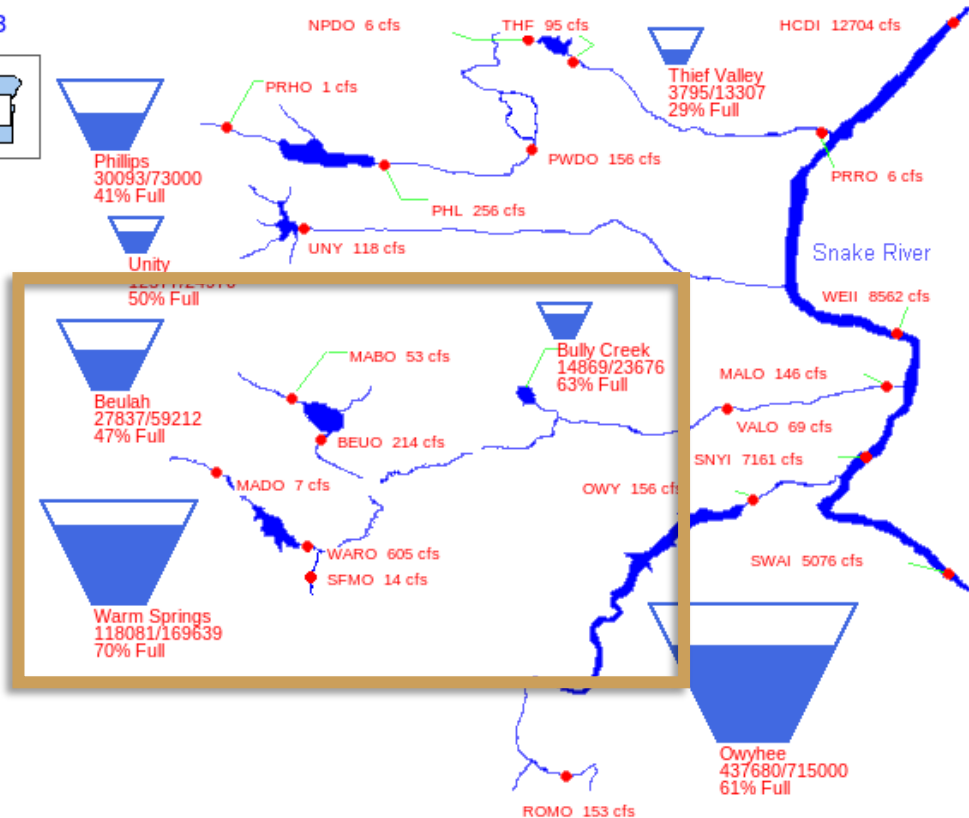 NPDO 6 cfs
THF 95 cfs
HCDI 12704 cfs
Thief Valley
3795/13307
29% Full
PRHO 1 cfs
Phillips
30093/73000
41% Full
PWDO 156 cfs
PRRO 6 cfs
PHL 256 cfs
UNY 118 cfs
Snake River
Unity
50% Full
WEII 8562 cfs
Bully Creek
14869/23676
63% Full
MABO 53 cfs
MALO 146 cfs
Beulah
27837/59212
47% Full
VALO 69 cfs
BEUO 214 cfs
SNYI 7161 cfs
MADO 7 cfs
OWY 156 cfs
WARO 605 cfs
SWAI 5076 cfs
SFMO 14 cfs
Warm Springs
118081/169639
70% Full
Owyhee
437680/715000
61% Full
ROMO 153 cfs